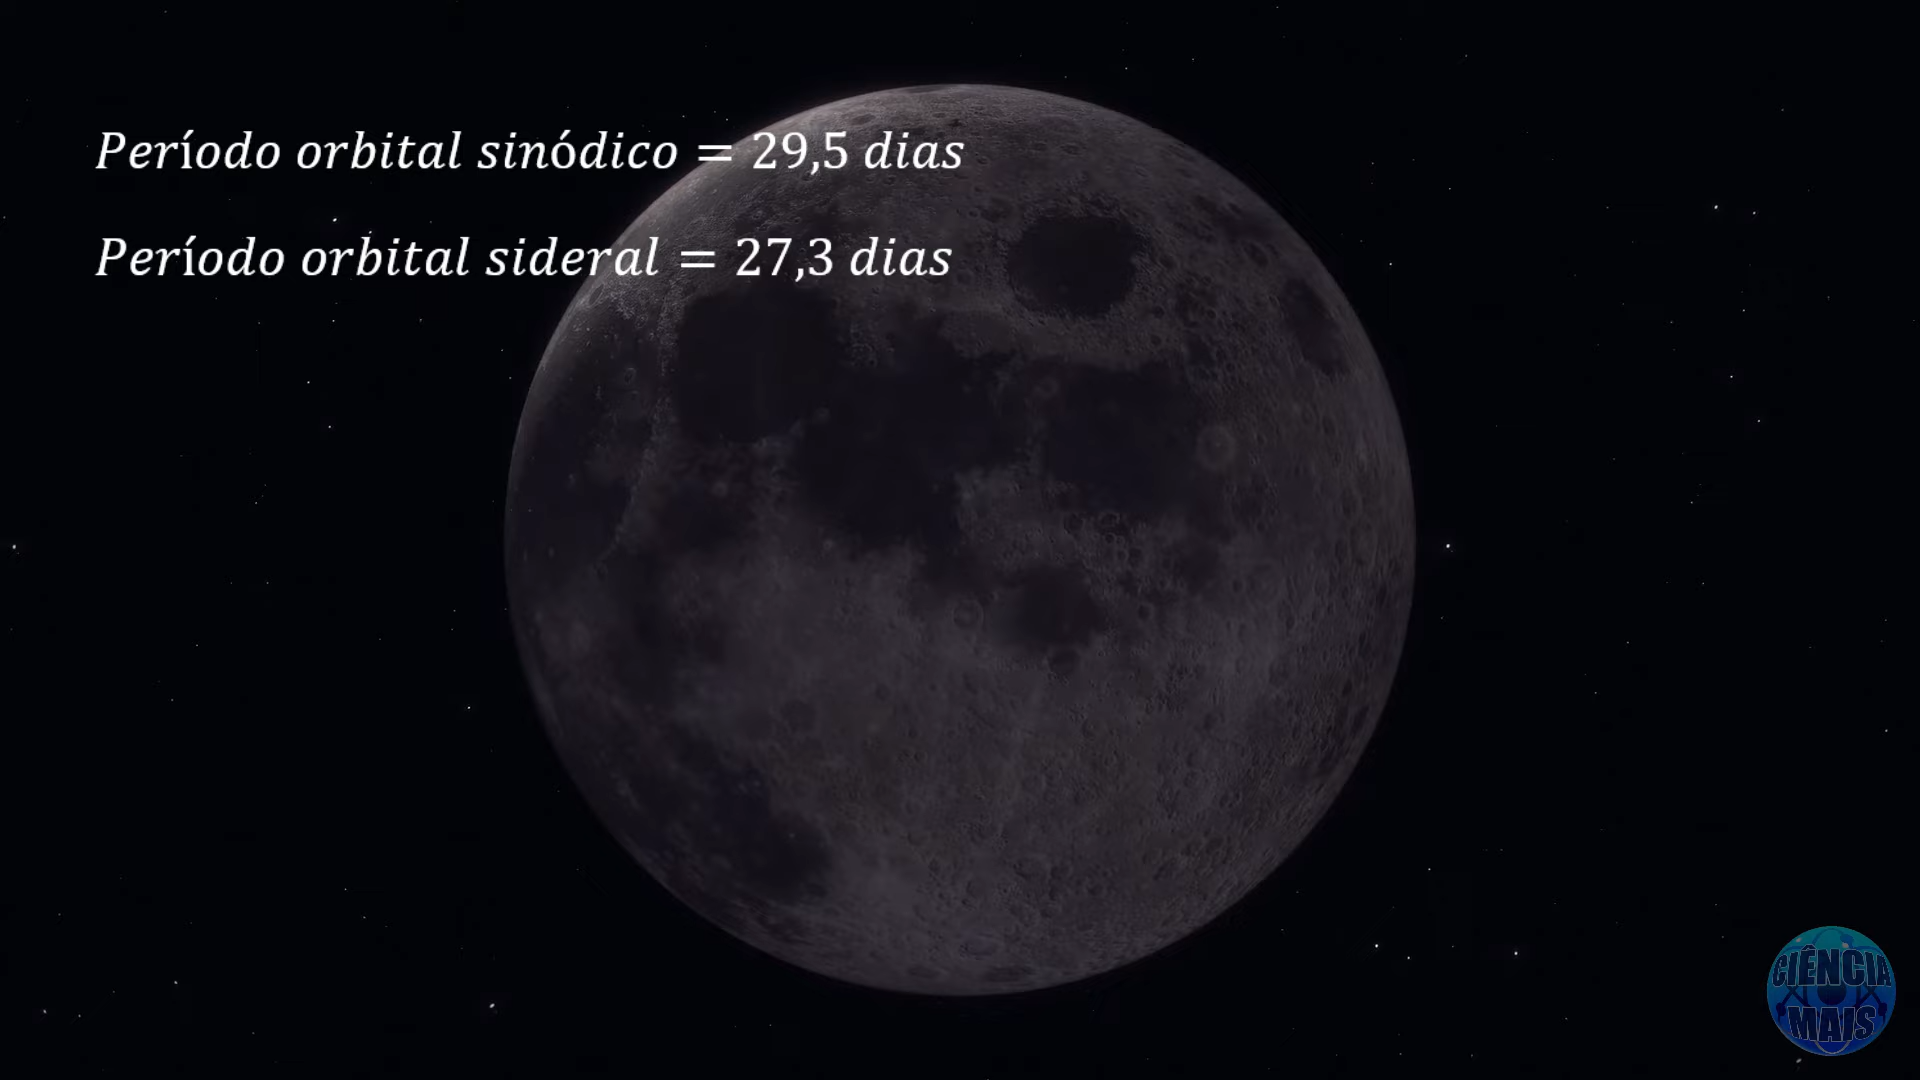 Período orbital sinódico = 29,5 dias
Período orbital sideral = 27,3 dias
CIÊNCIA
MAIS